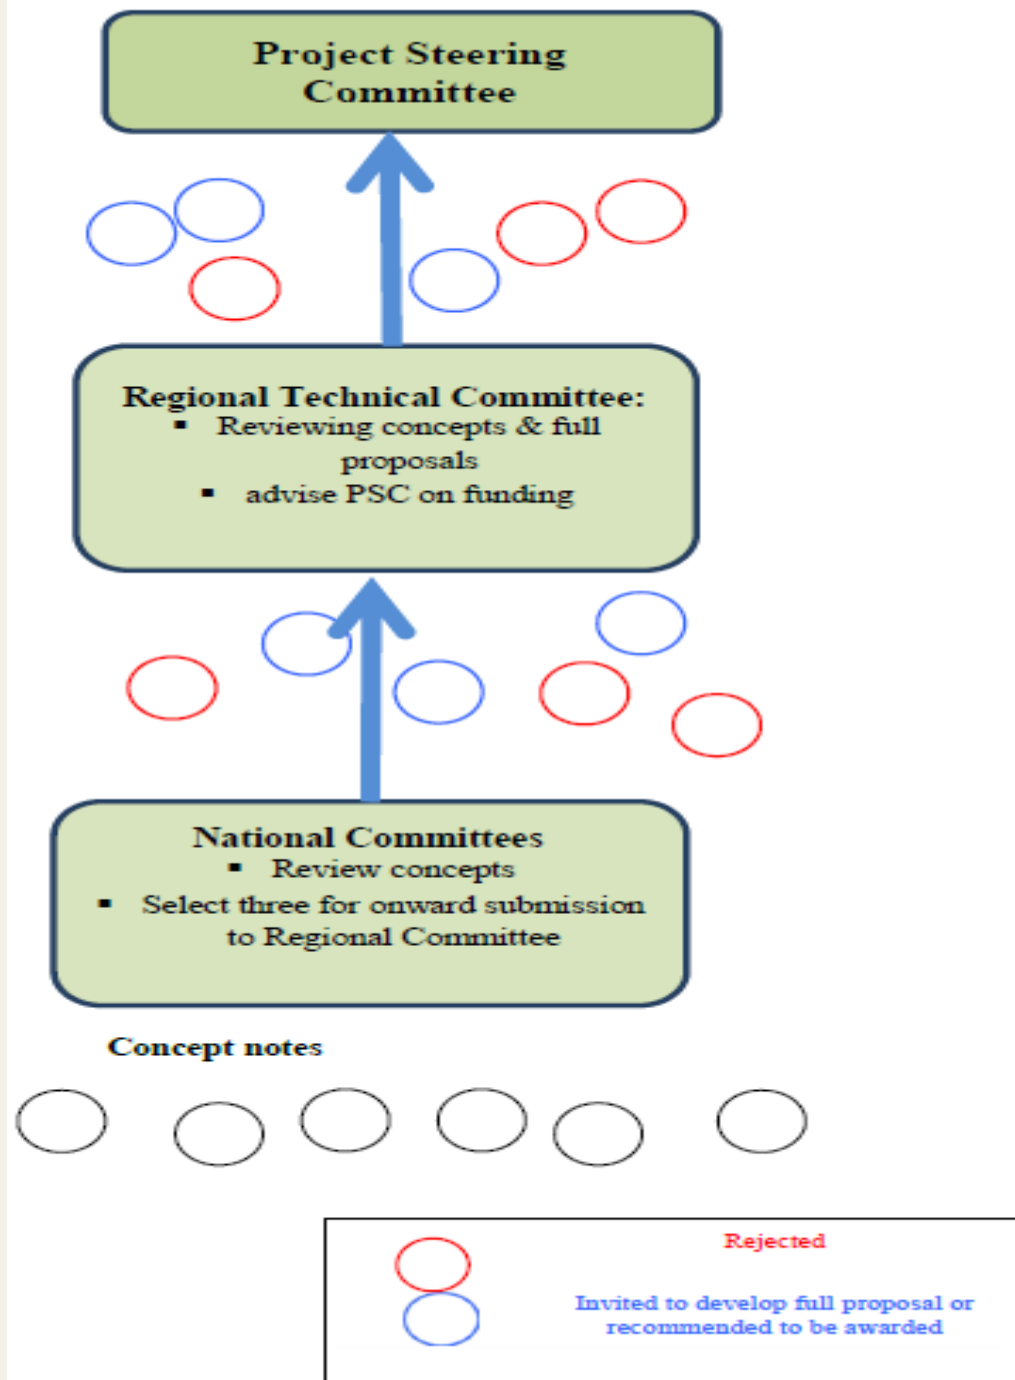 Project Steering
Committee
Regional Technical Committee:
▪ Reviewing concepts & full
proposals
▪ advise PSC on funding
National Committees
▪ Review concepts
▪ Select three for onward submission
to Regional Committee
Concept notes
Rejected
Invited to develop full proposal or
recommended to be awarded